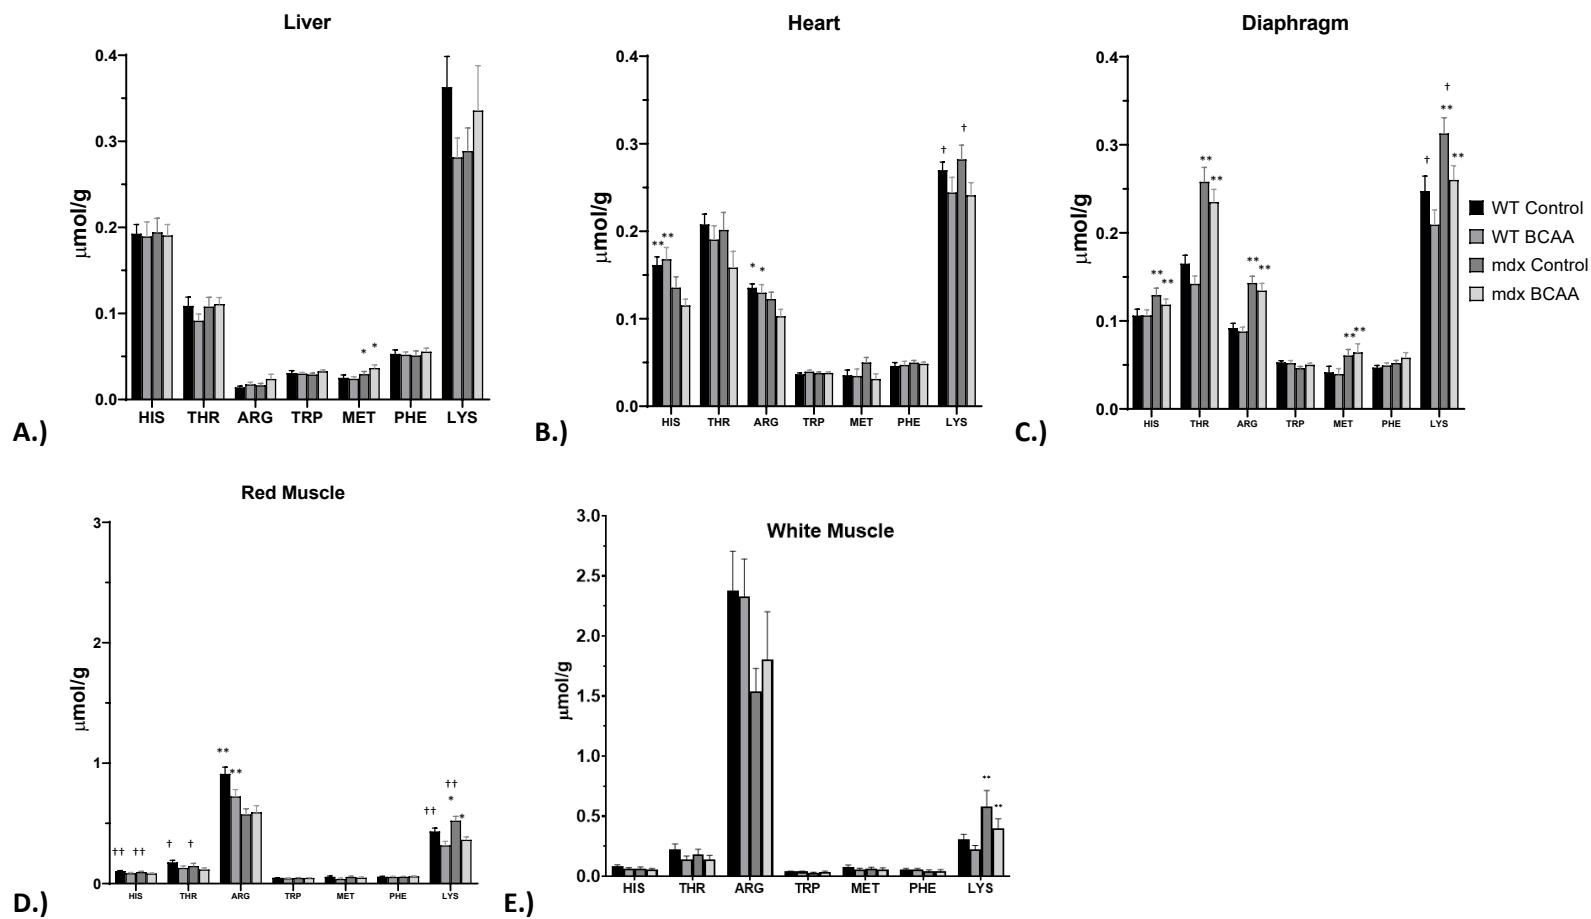 Liver
0.4
0.3
0.2
0.1
0.0
μmol/g
* *
HIS THR ARG TRP MET PHE LYS
A.)
Heart
0.4
0.3
0.2
0.1
0.0
μmol/g
** **
* *
† †
HIS THR ARG TRP MET PHE LYS
B.)
Diaphragm
0.4
0.3
0.2
0.1
0.0
μmol/g
** **
** **
** **
** **
†
† ** **
HIS THR ARG TRP MET PHE LYS
C.)
WT Control
WT BCAA
mdx Control
mdx BCAA
Red Muscle
3
2
1
0
μmol/g
†† ††
† †
** **
††
†† * *
HIS THR ARG TRP MET PHE LYS
D.)
White Muscle
3.0
2.5
2.0
1.5
1.0
0.5
0.0
μmol/g
** **
HIS THR ARG TRP MET PHE LYS
E.)